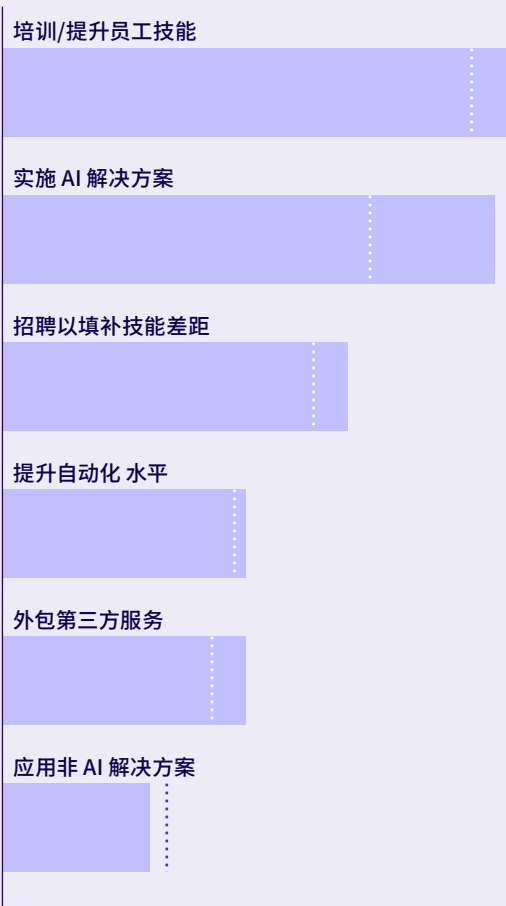 培训/提升员工技能
实施 AI 解决方案
招聘以填补技能差距
提升自动化 水平
外包第三方服务
应用非 AI 解决方案